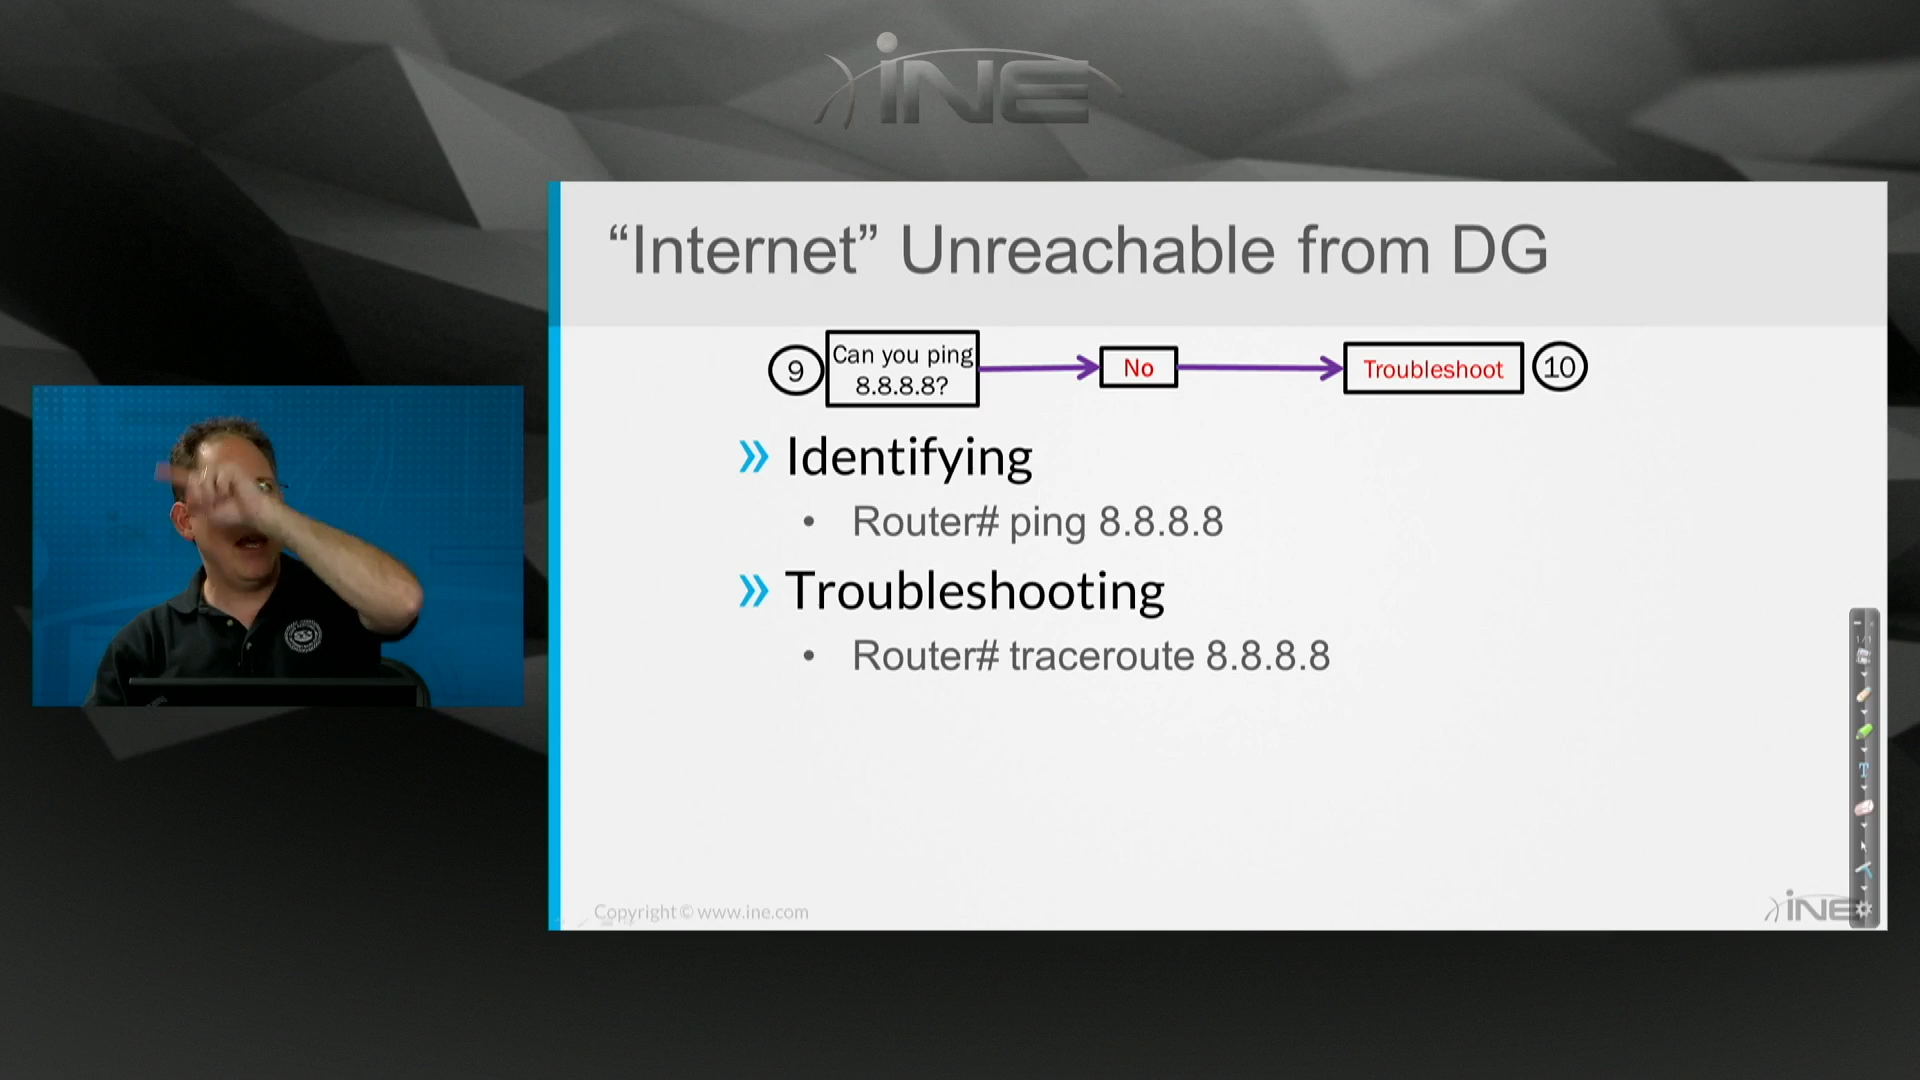 iNE
“Internet” Unreachable from DG
9
Can you ping
8.8.8.8?
No
Troubleshoot
10
» Identifying
• Router# ping 8.8.8.8
» Troubleshooting
• Router# traceroute 8.8.8.8
Copyright © www.ine.com
iNE